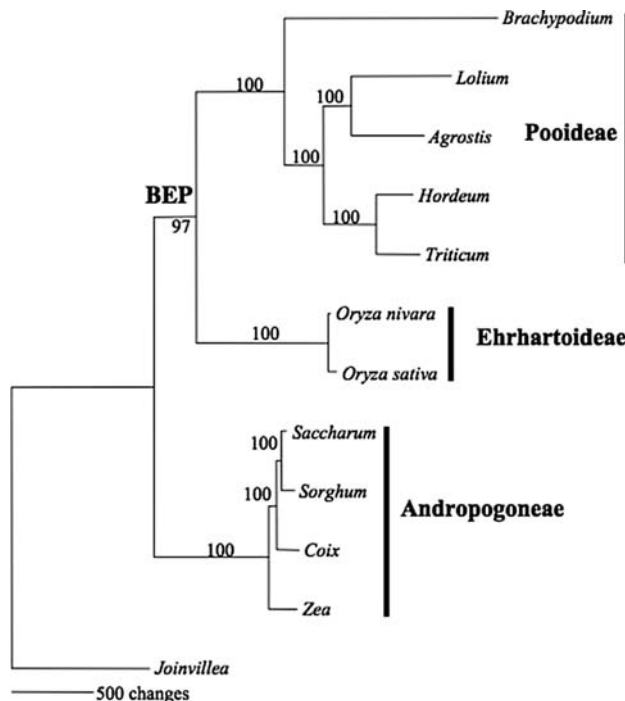 Brachypodium
Lolium
100
100
Agrostis
Pooideae
100
BEP
Hordeum
100
97
Triticum
Oryza nivara
100
Ehrhartoideae
Oryza sativa
Saccharum
100
Sorghum
100
Andropogoneae
Coix
100
Zea
Joinvillea
500 changes